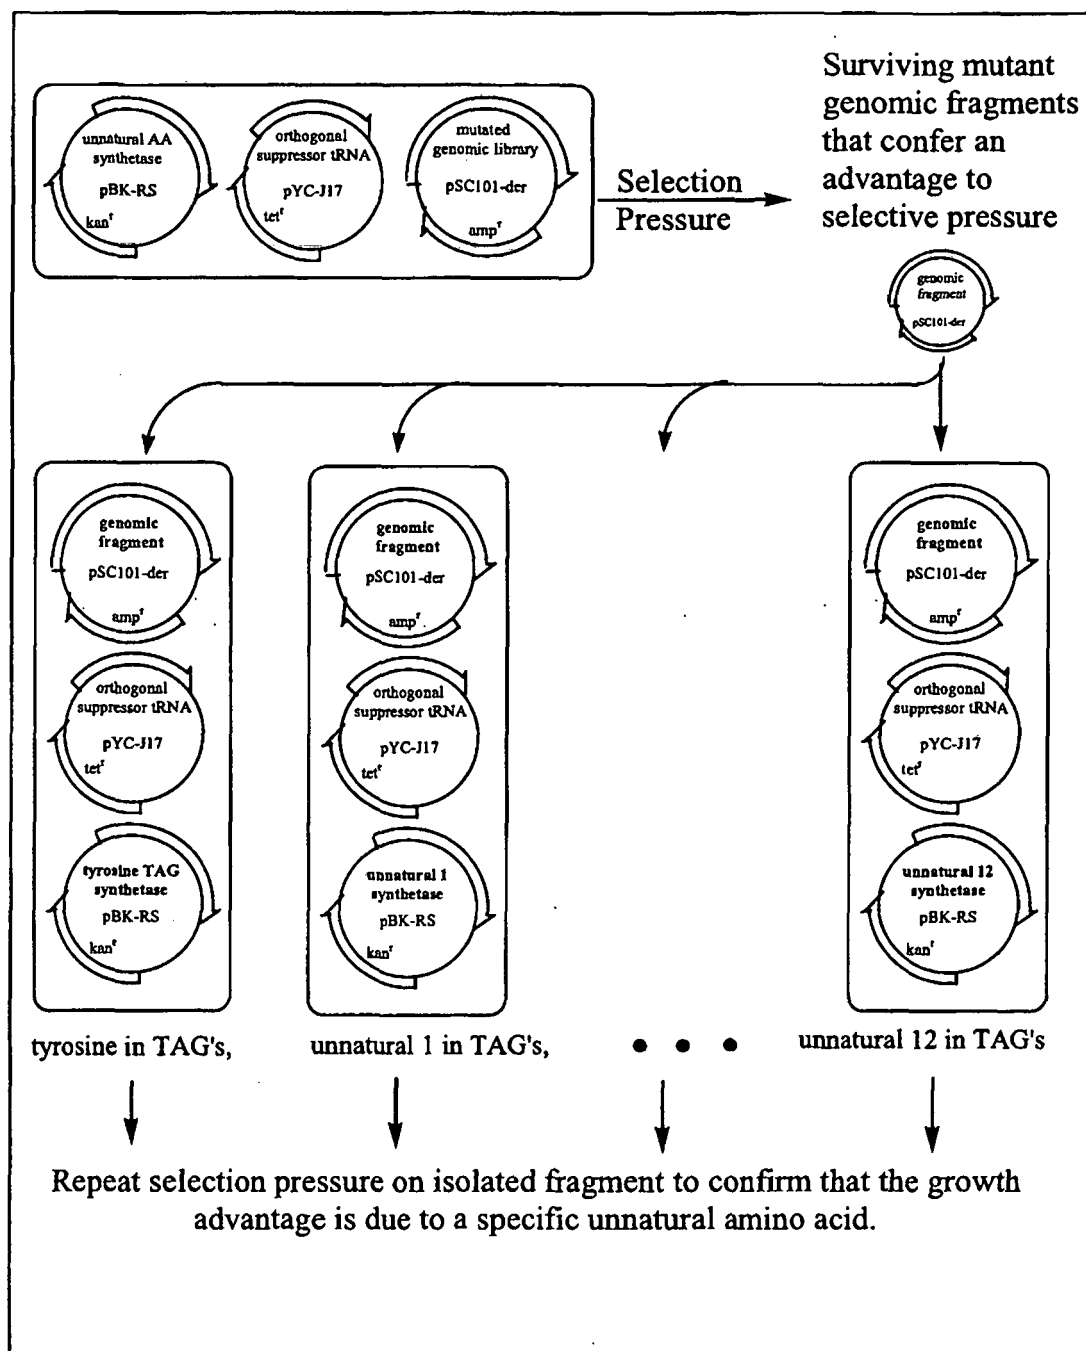 unnatural AA
synthetase
pBK-RS
kanʳ
orthogonal
suppressor tRNA
pYC-J17
tetʳ
mutated
genomic library
pSC101-der
ampʳ
Selection
Pressure
Surviving mutant
genomic fragments
that confer an
advantage to
selective pressure
genomic
fragment
pSC101-der
genomic
fragment
pSC101-der
ampʳ
orthogonal
suppressor tRNA
pYC-J17
tetʳ
tyrosine TAG
synthetase
pBK-RS
kanʳ
tyrosine in TAG's,
genomic
fragment
pSC101-der
ampʳ
orthogonal
suppressor tRNA
pYC-J17
tetʳ
unnatural 1
synthetase
pBK-RS
kanʳ
unnatural 1 in TAG's,
• • •
genomic
fragment
pSC101-der
ampʳ
orthogonal
suppressor tRNA
pYC-J17
tetʳ
unnatural 12
synthetase
pBK-RS
kanʳ
unnatural 12 in TAG's
Repeat selection pressure on isolated fragment to confirm that the growth
advantage is due to a specific unnatural amino acid.